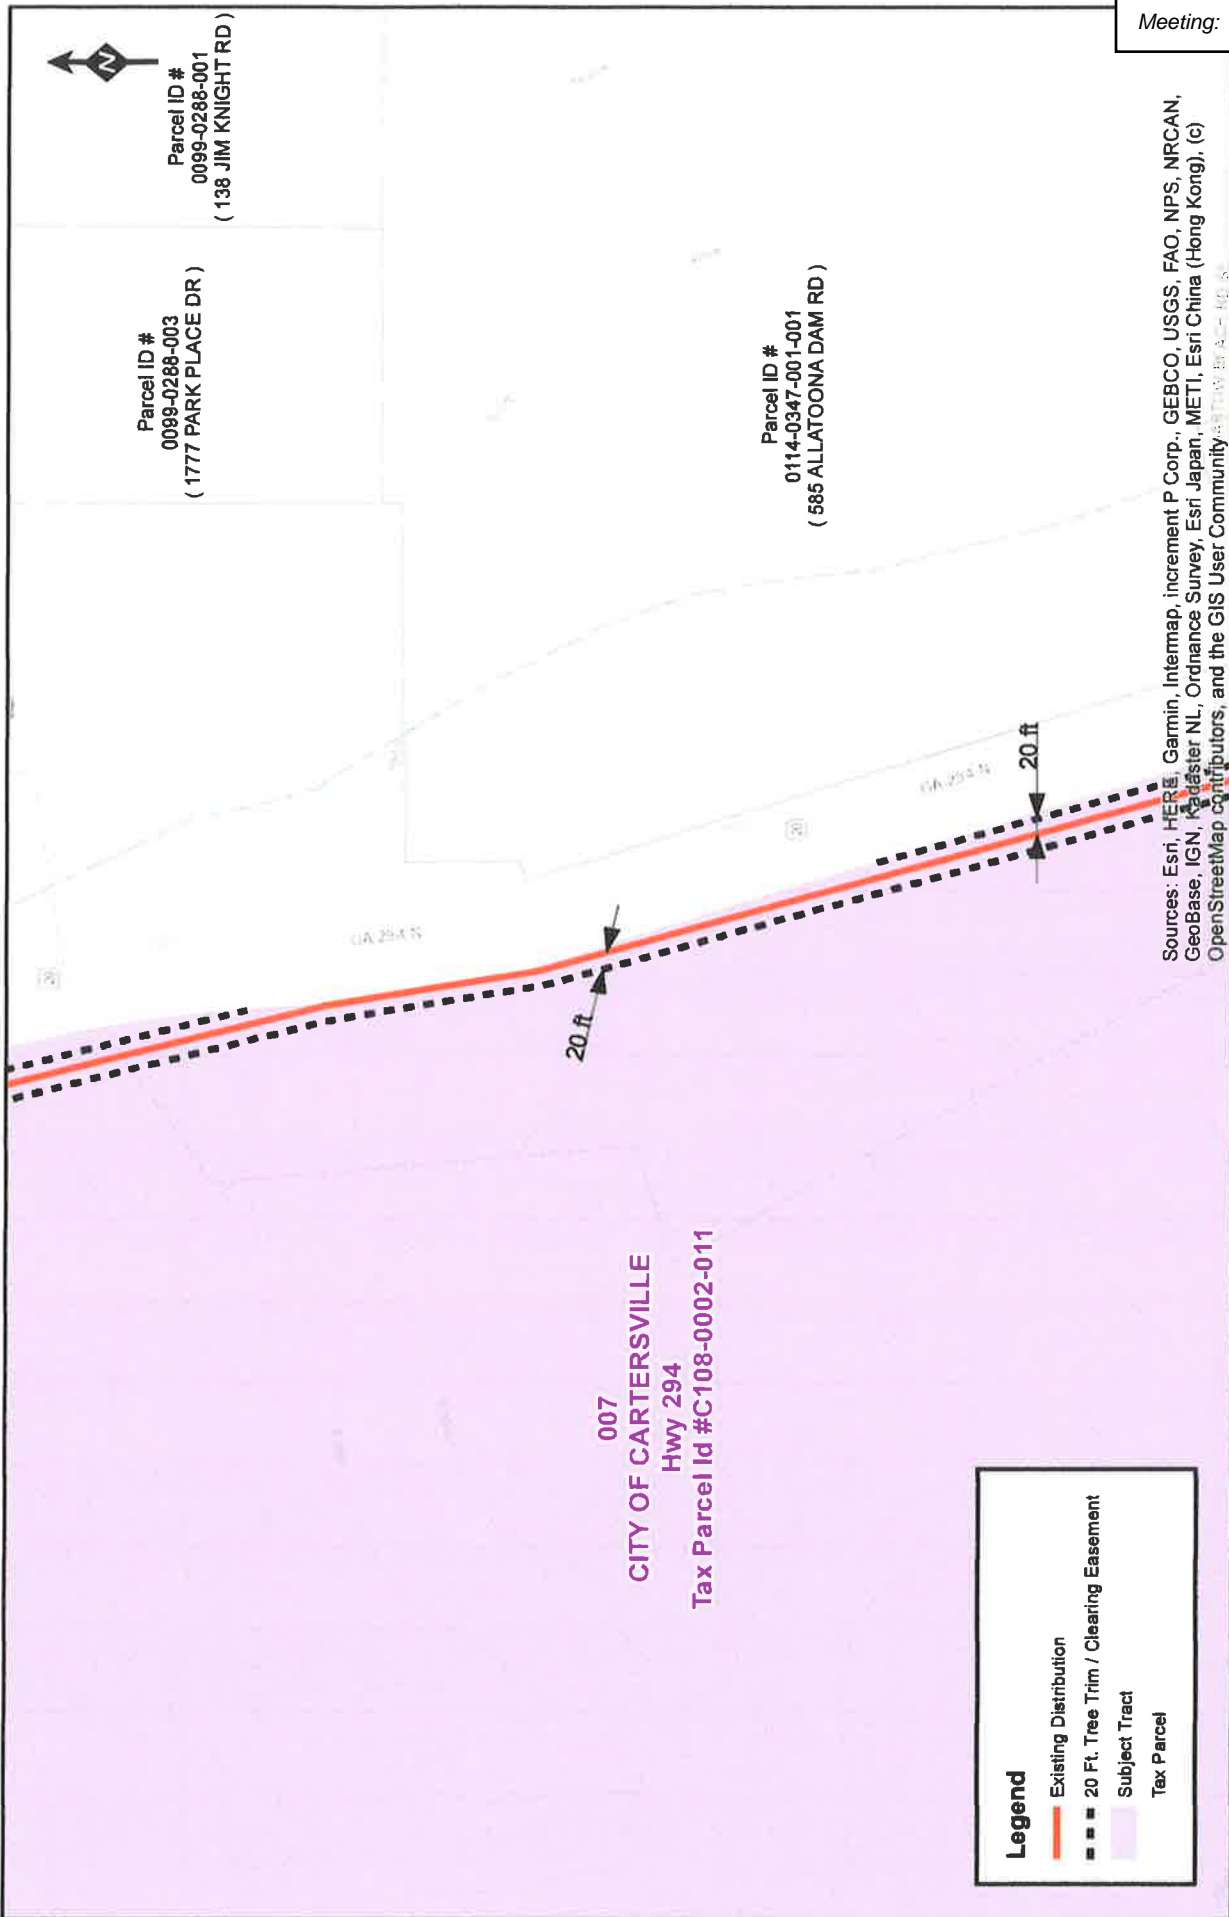 Meeting:
N
Parcel ID #
0099-0288-001
( 138 JIM KNIGHT RD )
Parcel ID #
0099-0288-003
( 1777 PARK PLACE DR )
Parcel ID #
0114-0347-001-001
( 585 ALLATOONA DAM RD )
GA 294 N
20
GA 294 N
20
20 ft
20 ft
007
CITY OF CARTERSVILLE
Hwy 294
Tax Parcel Id #C108-0002-011
Legend
Existing Distribution
20 Ft. Tree Trim / Clearing Easement
Subject Tract
Tax Parcel
Sources: Esri, HERE, Garmin, Intermap, increment P Corp., GEBCO, USGS, FAO, NPS, NRCAN,
GeoBase, IGN, Kadaster NL, Ordnance Survey, Esri Japan, METI, Esri China (Hong Kong), (c)
OpenStreetMap contributors, and the GIS User Community